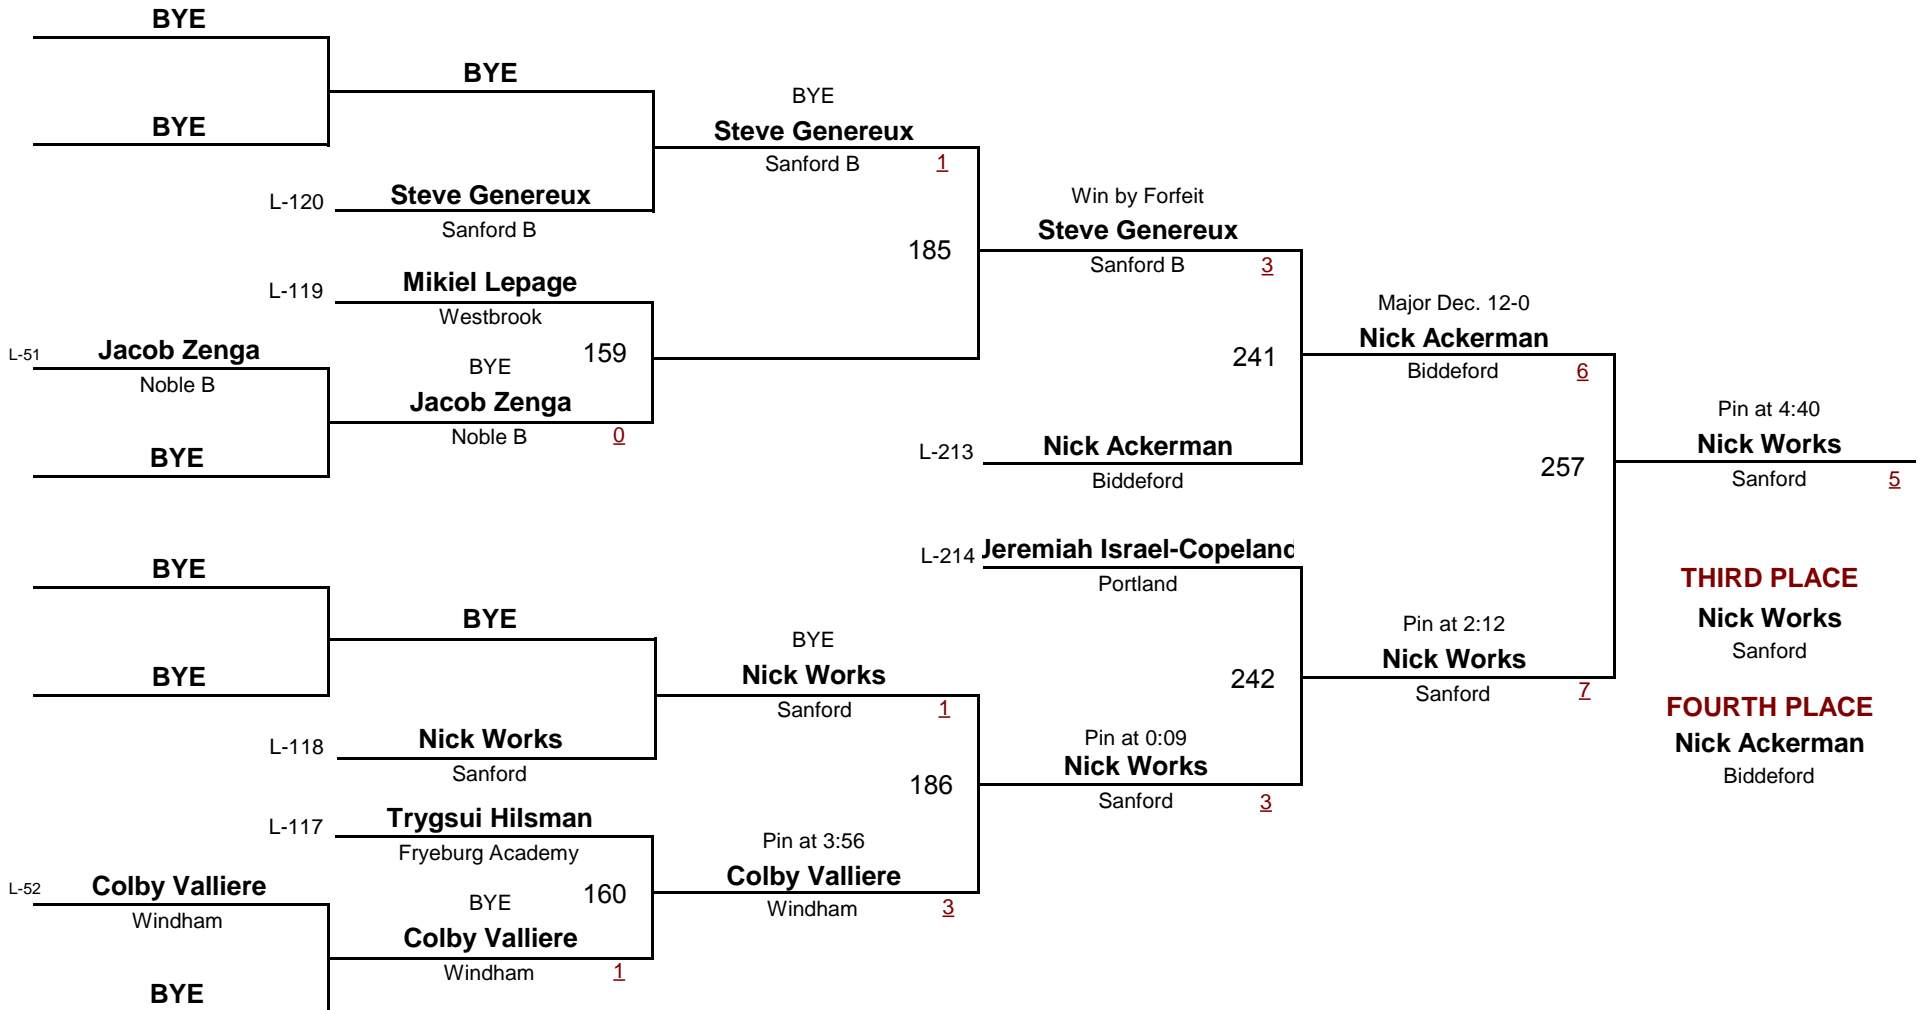 BYE
BYE
BYE
BYE
Steve Genereux
Sanford B 1
L-120 Steve Genereux
Sanford B
185
Win by Forfeit
Steve Genereux
Sanford B 3
L-119 Mikiel Lepage
Westbrook
L-51 Jacob Zenga
Noble B
BYE
159
Jacob Zenga
Noble B 0
BYE
241
Major Dec. 12-0
Nick Ackerman
Biddeford 6
L-213 Nick Ackerman
Biddeford
257
Pin at 4:40
Nick Works
Sanford 5
L-214 Jeremiah Israel-Copeland
Portland
BYE
BYE
BYE
BYE
Nick Works
Sanford 1
L-118 Nick Works
Sanford
242
Pin at 2:12
Nick Works
Sanford 7
186
Pin at 0:09
Nick Works
Sanford 3
L-117 Trygsui Hilsman
Fryeburg Academy
Pin at 3:56
Colby Valliere
Windham 3
L-52 Colby Valliere
Windham
BYE
160
Colby Valliere
Windham 1
BYE
THIRD PLACE
Nick Works
Sanford
FOURTH PLACE
Nick Ackerman
Biddeford